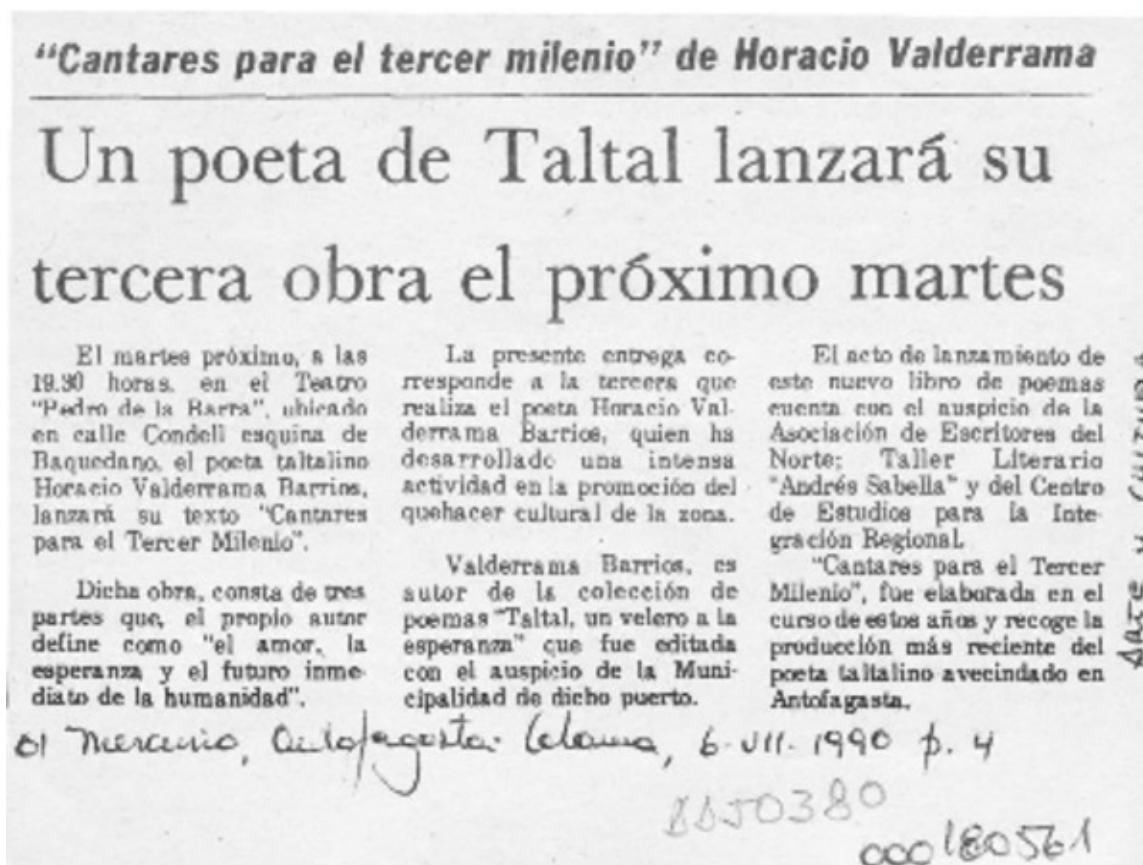 "Cantares para el tercer milenio" de Horacio Valderrama
Un poeta de Taltal lanzará su
tercera obra el próximo martes
El martes próximo, a las
19.30 horas, en el Teatro
"Pedro de la Barra", ubicado
en calle Condell esquina de
Baquedano, el poeta taltalino
Horacio Valderrama Barrios,
lanzará su texto "Cantares
para el Tercer Milenio".
Dicha obra, consta de tres
partes que, el propio autor
define como "el amor, la
esperanza y el futuro inme-
diato de la humanidad".
La presente entrega co-
rresponde a la tercera que
realiza el poeta Horacio Val-
derrama Barrios, quien ha
desarrollado una intensa
actividad en la promoción del
quehacer cultural de la zona.
Valderrama Barrios, es
autor de la colección de
poemas "Taltal, un velero a la
esperanza" que fue editada
con el auspicio de la Muni-
cipalidad de dicho puerto.
El acto de lanzamiento de
este nuevo libro de poemas
cuenta con el auspicio de la
Asociación de Escritores del
Norte; Taller Literario
"Andrés Sabella" y del Centro
de Estudios para la Inte-
gración Regional.
"Cantares para el Tercer
Milenio", fue elaborada en el
curso de estos años y recoge la
producción más reciente del
poeta taltalino avecindado en
Antofagasta.
El Mercurio, Antofagasta, 6-VII-1990 p. 4
000180561